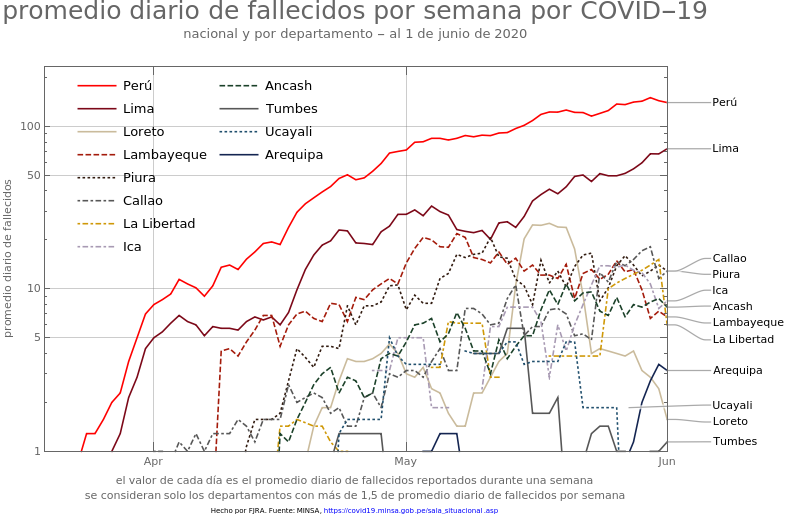 promedio diario de fallecidos por semana por COVID−19
nacional y por departamento − al 1 de junio de 2020
promedio diario de fallecidos
100
50
10
5
1
Perú
Lima
Loreto
Lambayeque
Piura
Callao
La Libertad
Ica
Ancash
Tumbes
Ucayali
Arequipa
Perú
Lima
Callao
Piura
Ica
Ancash
Lambayeque
La Libertad
Arequipa
Ucayali
Loreto
Tumbes
Apr
May
Jun
el valor de cada día es el promedio diario de fallecidos reportados durante una semana
se consideran solo los departamentos con más de 1,5 de promedio diario de fallecidos por semana
Hecho por FJRA. Fuente: MINSA, https://covid19.minsa.gob.pe/sala_situacional.asp